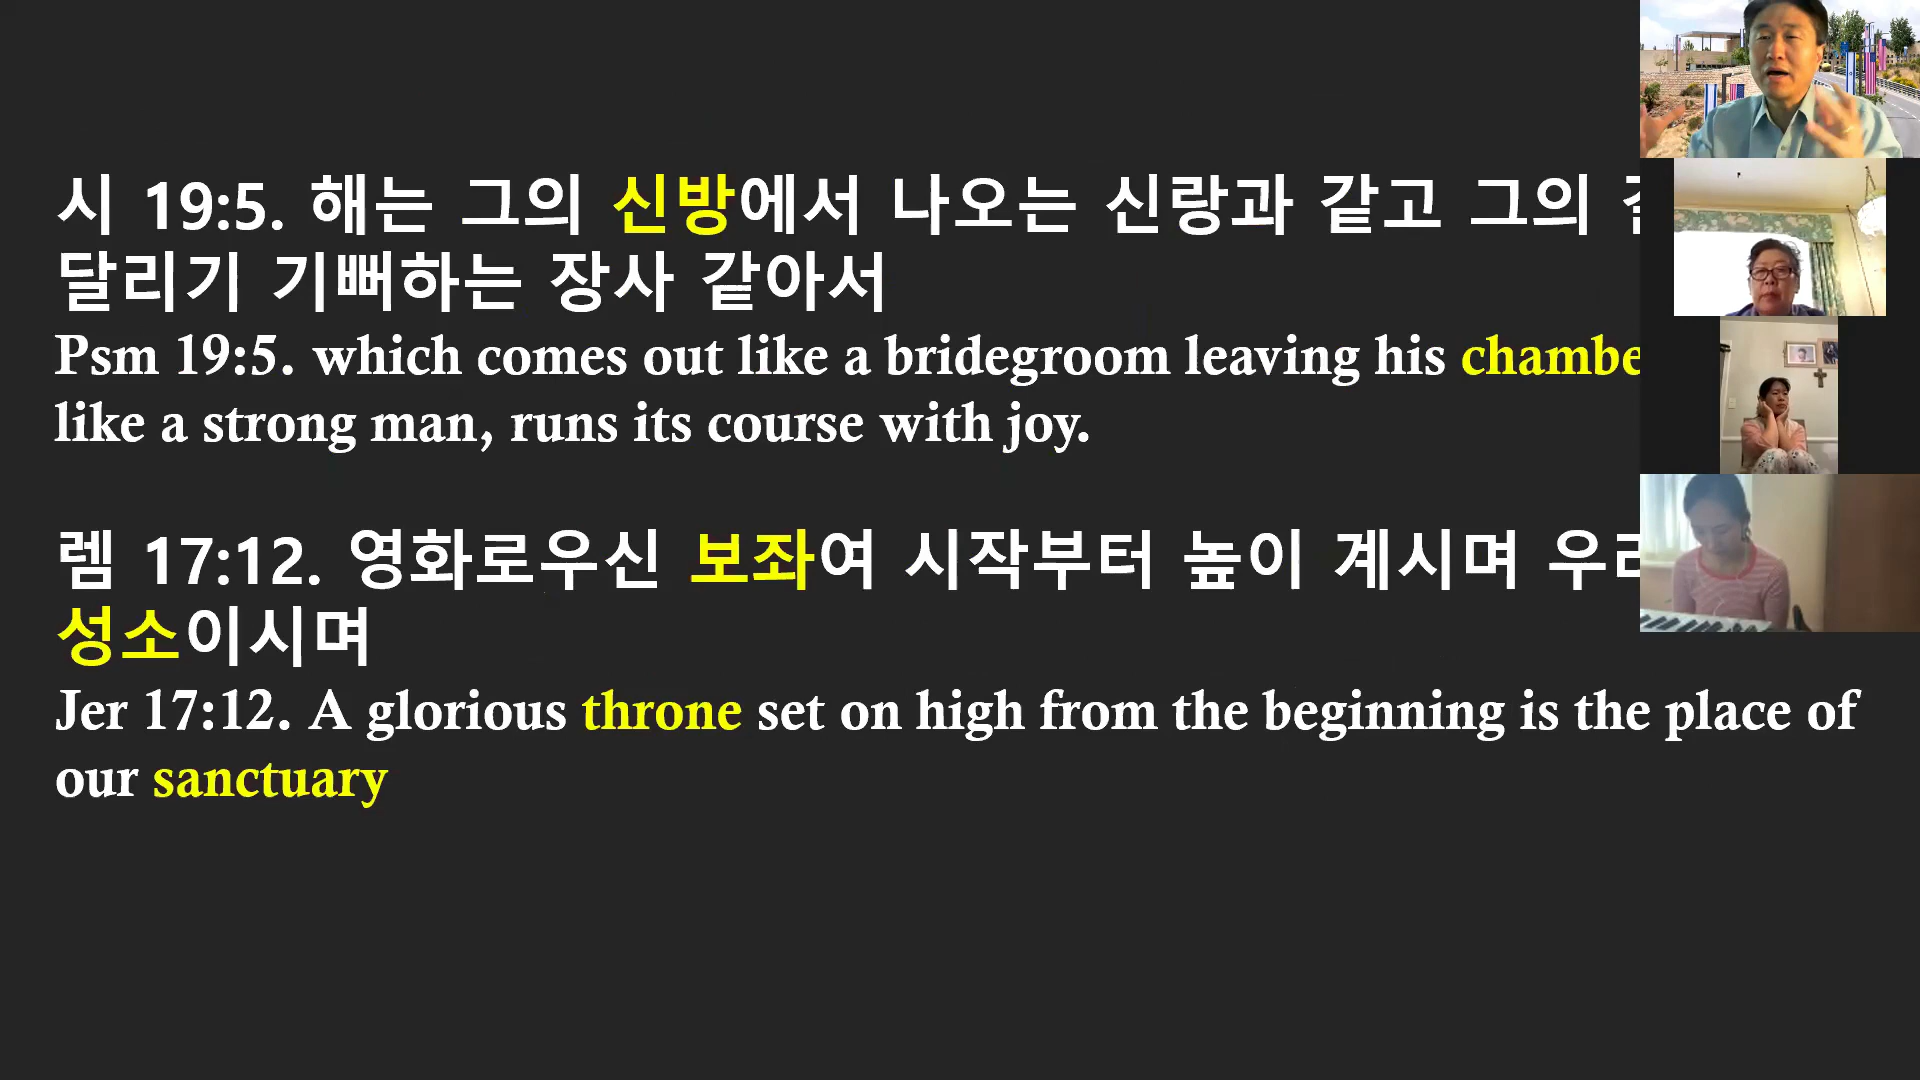 시 19:5. 해는 그의 신방에서 나오는 신랑과 같고 그의
달리기 기뻐하는 장사 같아서
Psm 19:5. which comes out like a bridegroom leaving his chambe
like a strong man, runs its course with joy.
렘 17:12. 영화로우신 보좌여 시작부터 높이 계시며
성소이시며
Jer 17:12. A glorious throne set on high from the beginning is the place of
our sanctuary